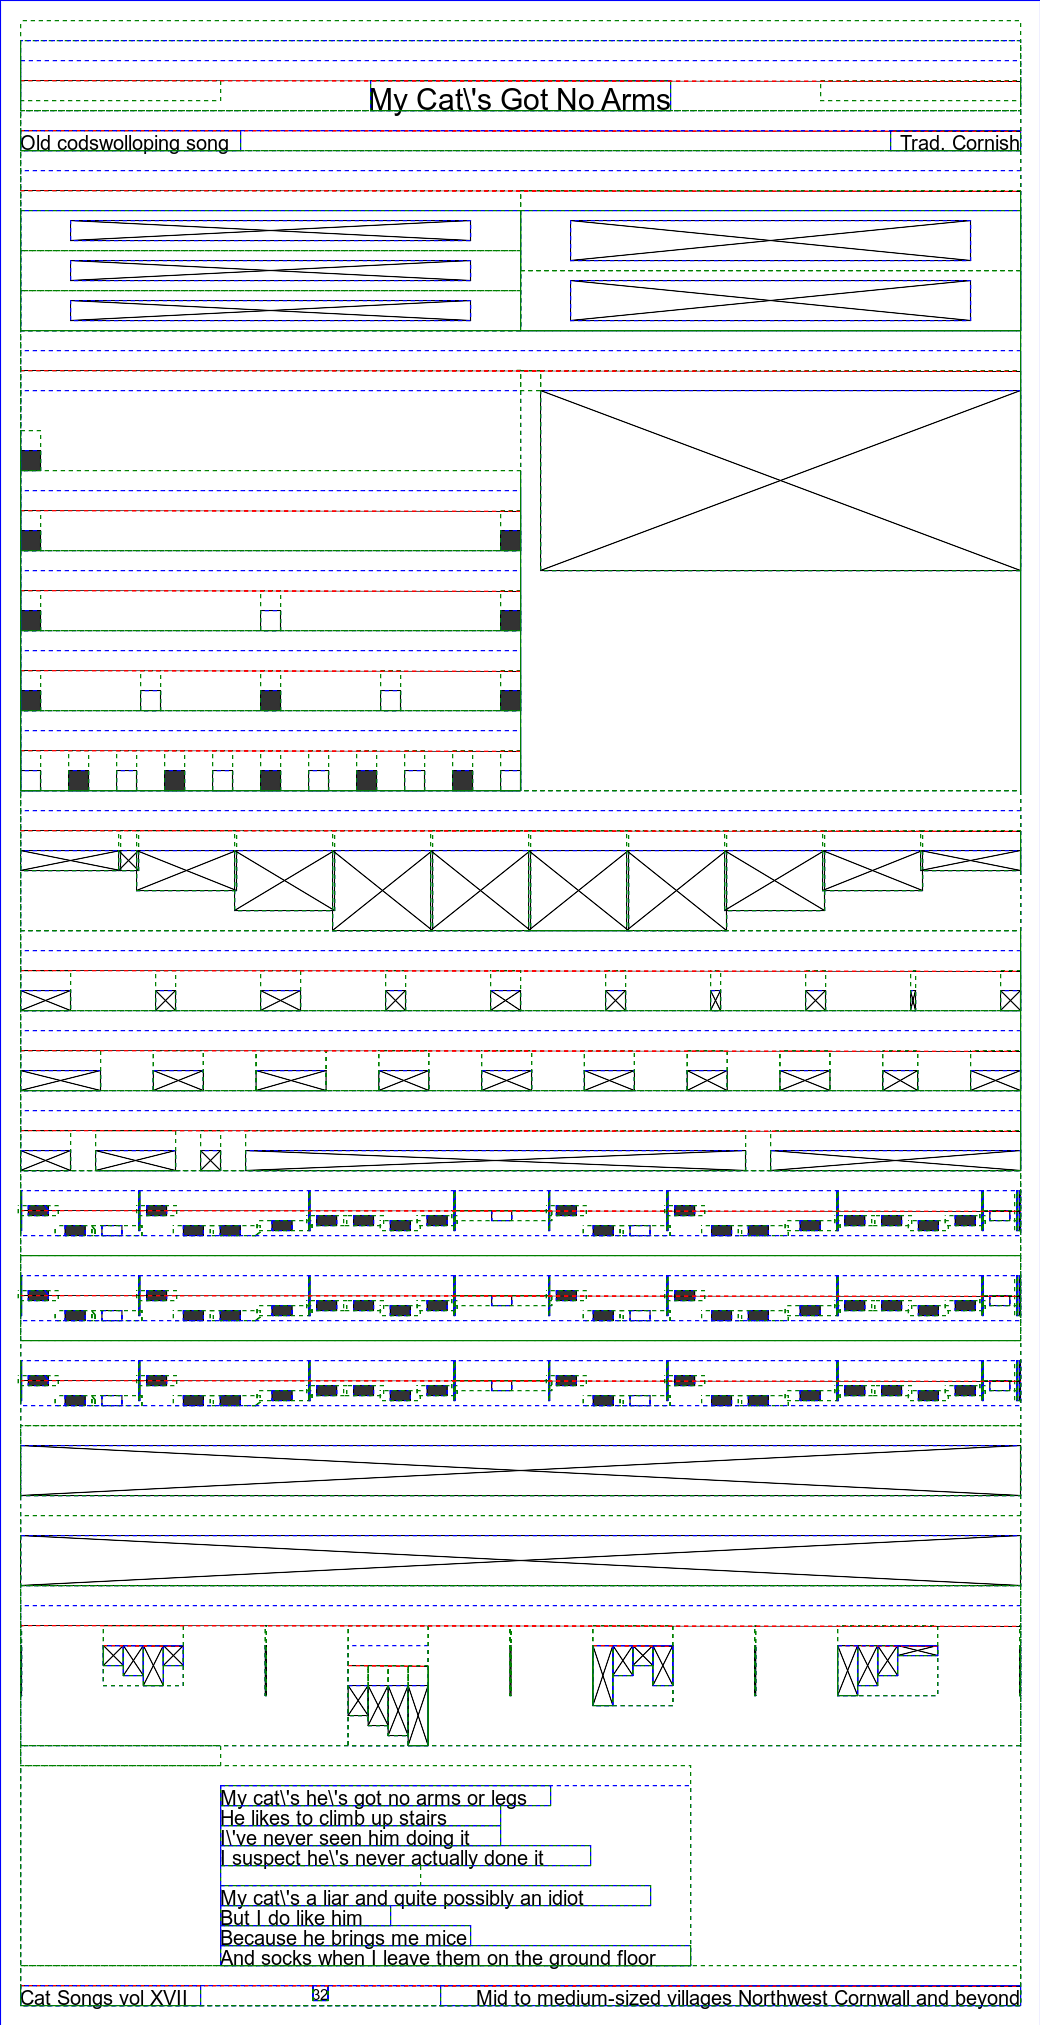 My Cat\'s Got No Arms
Old codswolloping song
Trad. Cornish
My cat\'s he\'s got no arms or legs
He likes to climb up stairs
I\'ve never seen him doing it
I suspect he\'s never actually done it
My cat\'s a liar and quite possibly an idiot
But I do like him
Because he brings me mice
And socks when I leave them on the ground floor
Cat Songs vol XVII
32
Mid to medium-sized villages Northwest Cornwall and beyond